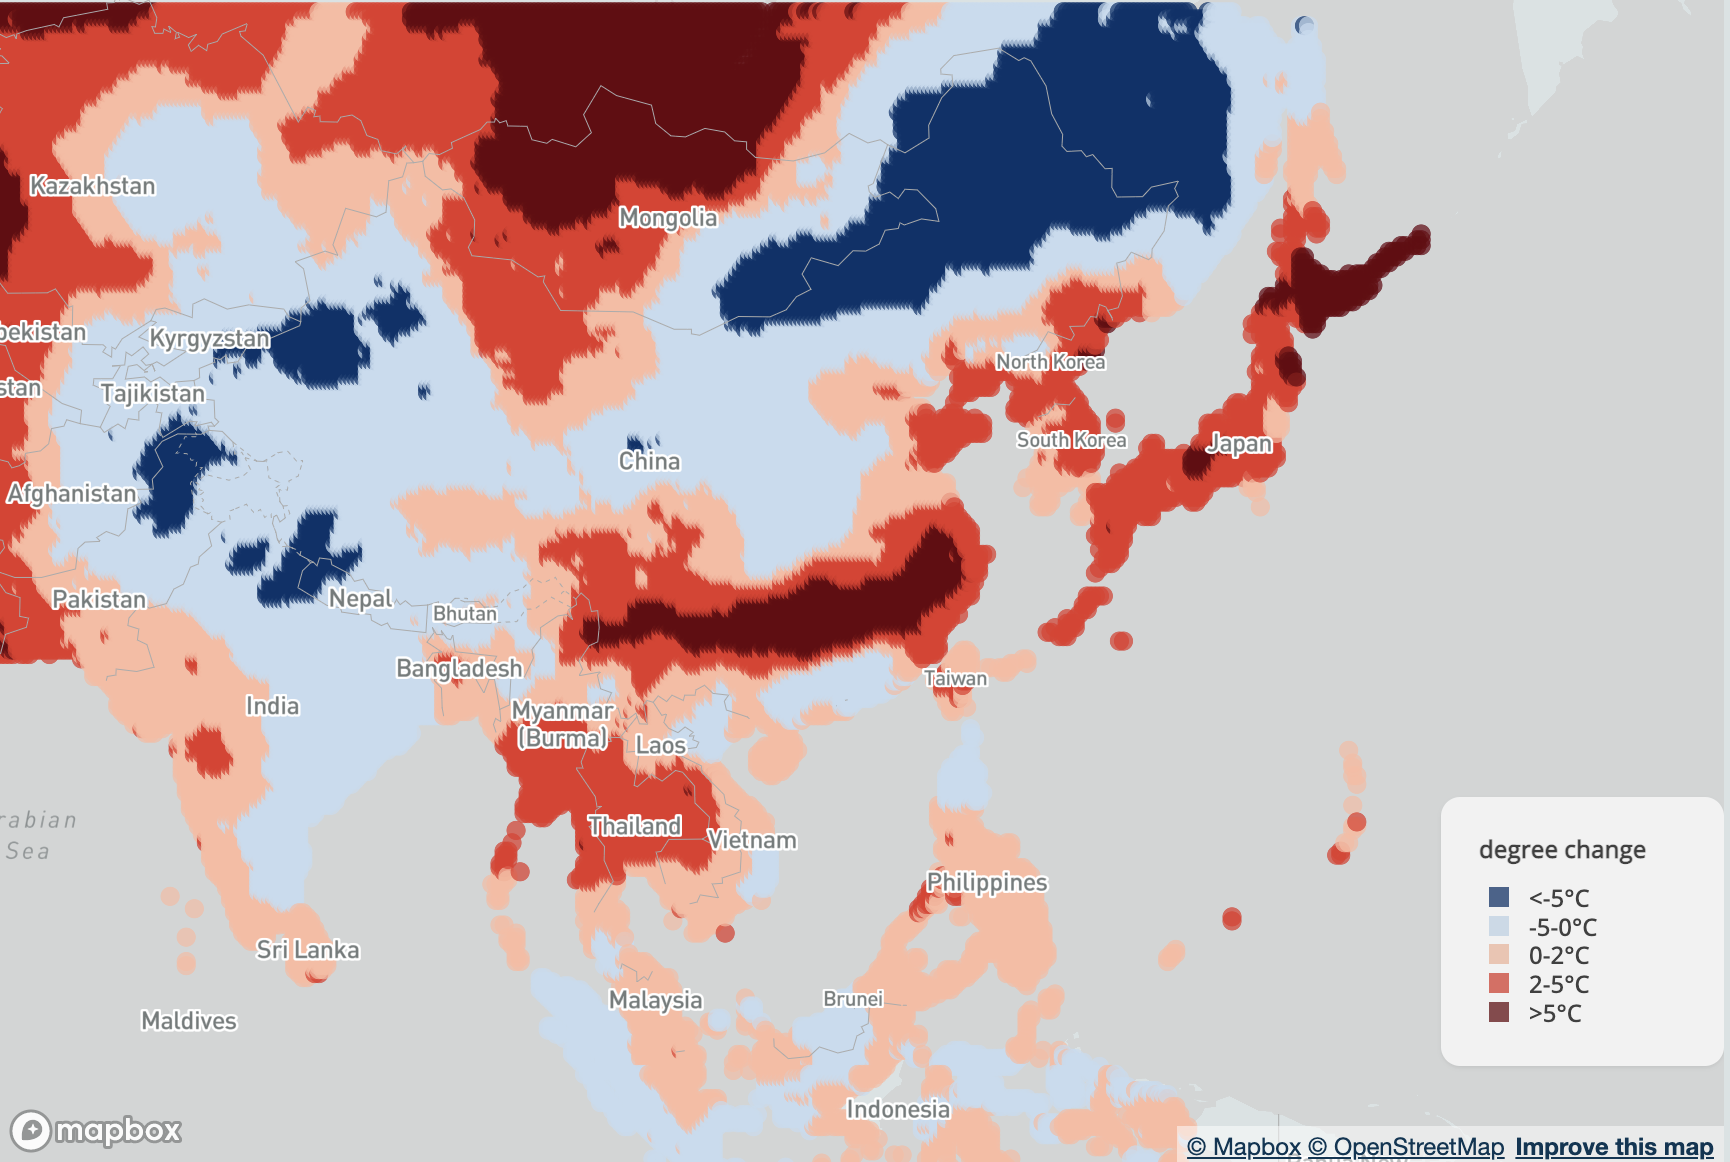 Kazakhstan
Mongolia
bekistan
Kyrgyzstan
North Korea
stan
Tajikistan
South Korea
Japan
China
Afghanistan
Pakistan
Nepal
Bhutan
Bangladesh
Taiwan
India
Myanmar
(Burma)
Laos
rabian
Sea
Thailand
Vietnam
Philippines
Sri Lanka
Malaysia
Brunei
Maldives
Indonesia
degree change
<-5°C
-5-0°C
0-2°C
2-5°C
>5°C
mapbox
© Mapbox © OpenStreetMap Improve this map